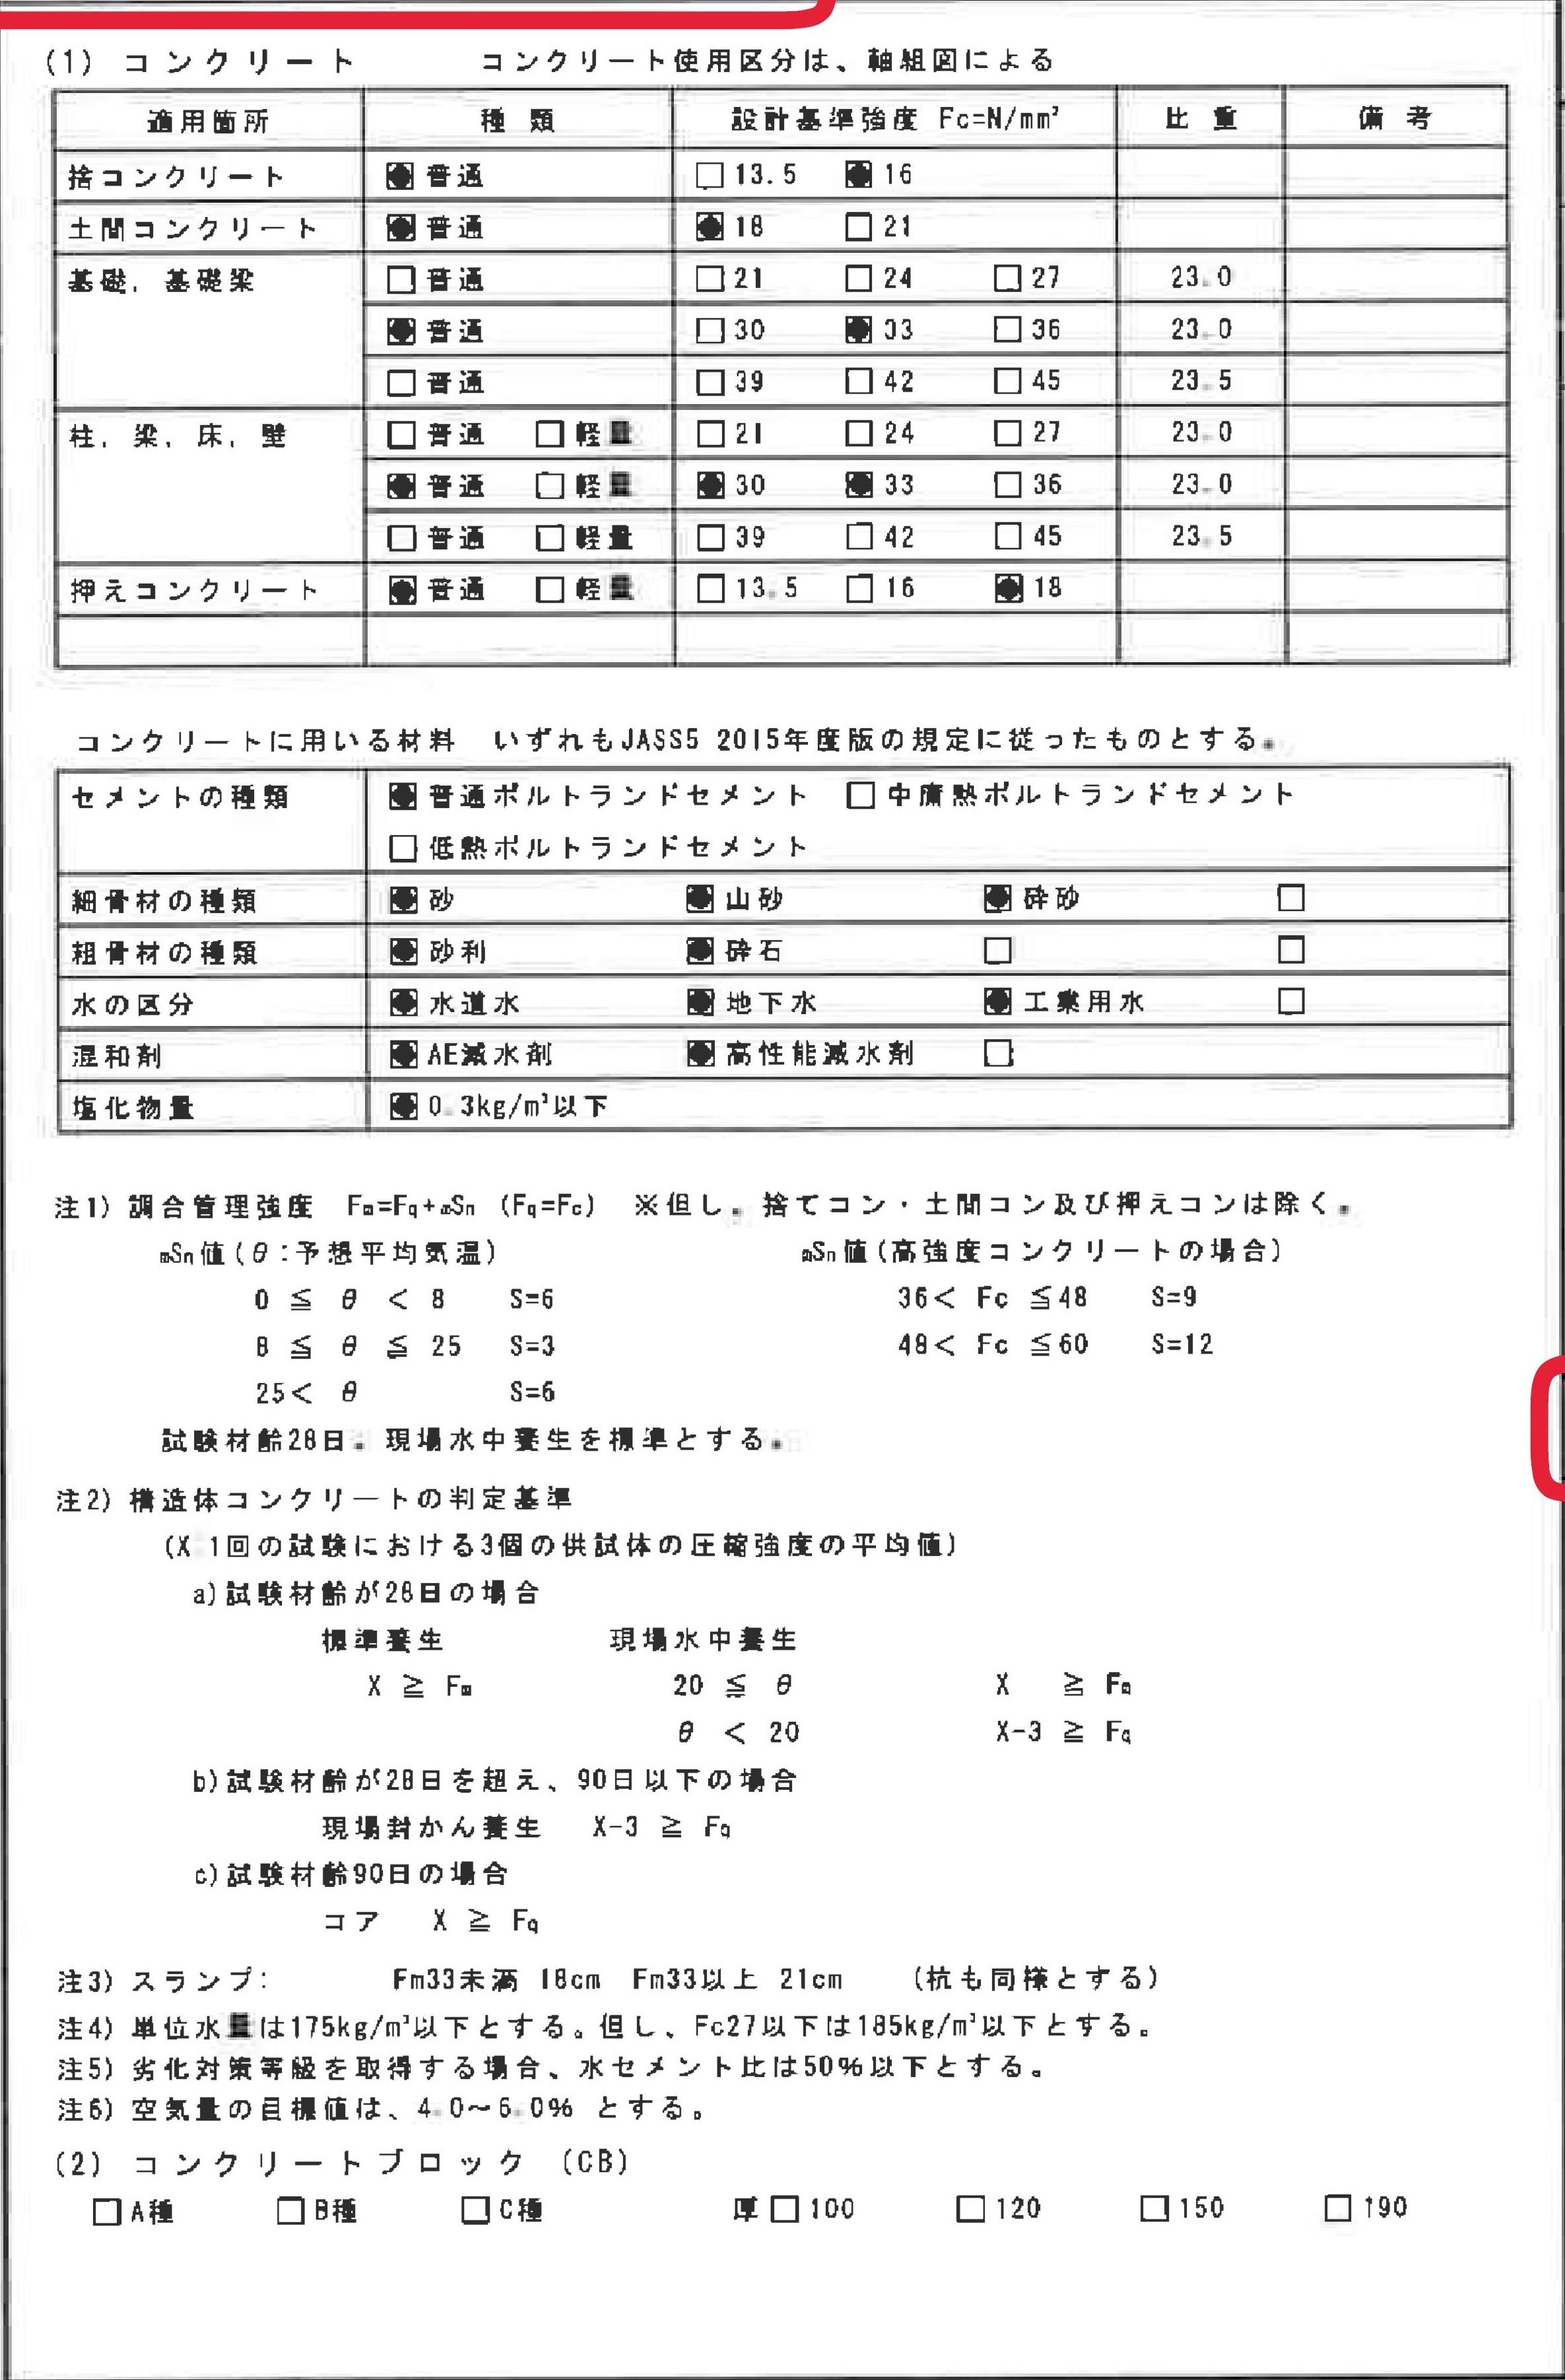 (1) コンクリート コンクリート使用区分は、軸組図による
適用箇所 種類 設計基準強度 Fc=N/mm² 比重 備考
捨コンクリート 普通 13.5 16
土間コンクリート 普通 18 21
基礎, 基礎梁 普通 21 24 27 23.0
普通 30 33 36 23.0
普通 39 42 45 23.5
柱, 梁, 床, 壁 普通 軽量 21 24 27 23.0
普通 軽量 30 33 36 23.0
普通 軽量 39 42 45 23.5
押えコンクリート 普通 軽量 13.5 16 18
コンクリートに用いる材料 いずれもJASS5 2015年度版の規定に従ったものとする。
セメントの種類 普通ポルトランドセメント 中庸熱ポルトランドセメント
低熱ポルトランドセメント
細骨材の種類 砂 山砂 砕砂
粗骨材の種類 砂利 砕石
水の区分 水道水 地下水 工業用水
混和剤 AE減水剤 高性能減水剤
塩化物量 0.3kg/m³以下
注1) 調合管理強度 Fm=Fq+mSn (Fq=Fc) ※但し、捨てコン・土間コン及び押えコンは除く。
mSn値(θ:予想平均気温) mSn値(高強度コンクリートの場合)
0 ≦ θ < 8 S=6 36< Fc ≦48 S=9
8 ≦ θ ≦ 25 S=3 48< Fc ≦60 S=12
25< θ S=6
試験材齢28日。現場水中養生を標準とする。
注2) 構造体コンクリートの判定基準
(X 1回の試験における3個の供試体の圧縮強度の平均値)
a)試験材齢が28日の場合
標準養生 現場水中養生
X ≧ Fm 20 ≦ θ X ≧ Fm
θ < 20 X-3 ≧ Fq
b)試験材齢が28日を超え、90日以下の場合
現場封かん養生 X-3 ≧ Fq
c)試験材齢90日の場合
コア X ≧ Fq
注3) スランプ: Fm33未満 18cm Fm33以上 21cm (杭も同様とする)
注4) 単位水量は175kg/m³以下とする。但し、Fc27以下は185kg/m³以下とする。
注5) 劣化対策等級を取得する場合、水セメント比は50%以下とする。
注6) 空気量の目標値は、4.0~6.0% とする。
(2) コンクリートブロック (CB)
A種 B種 C種 厚 100 120 150 190